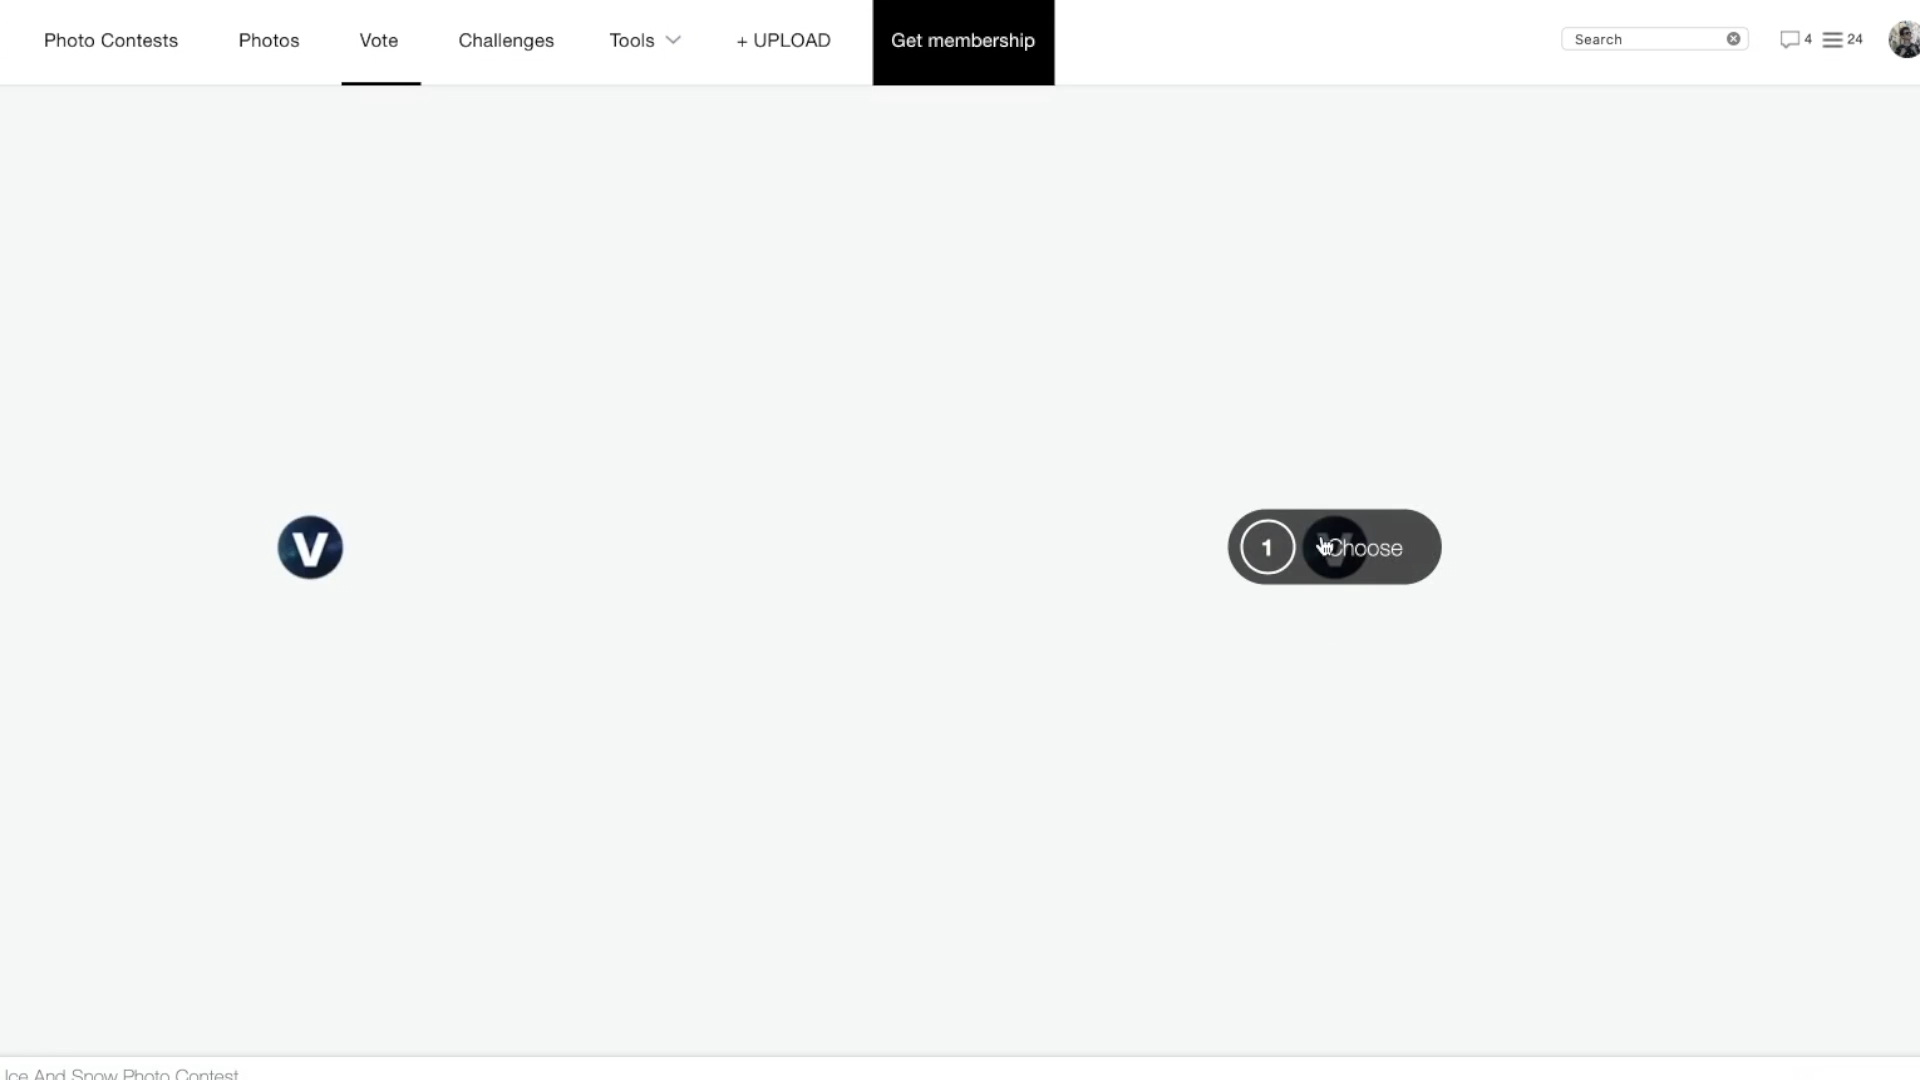 Photo Contests Photos Vote Challenges Tools + UPLOAD Get membership Search 4 24
V
1 V Choose
Ice And Snow Photo Contest